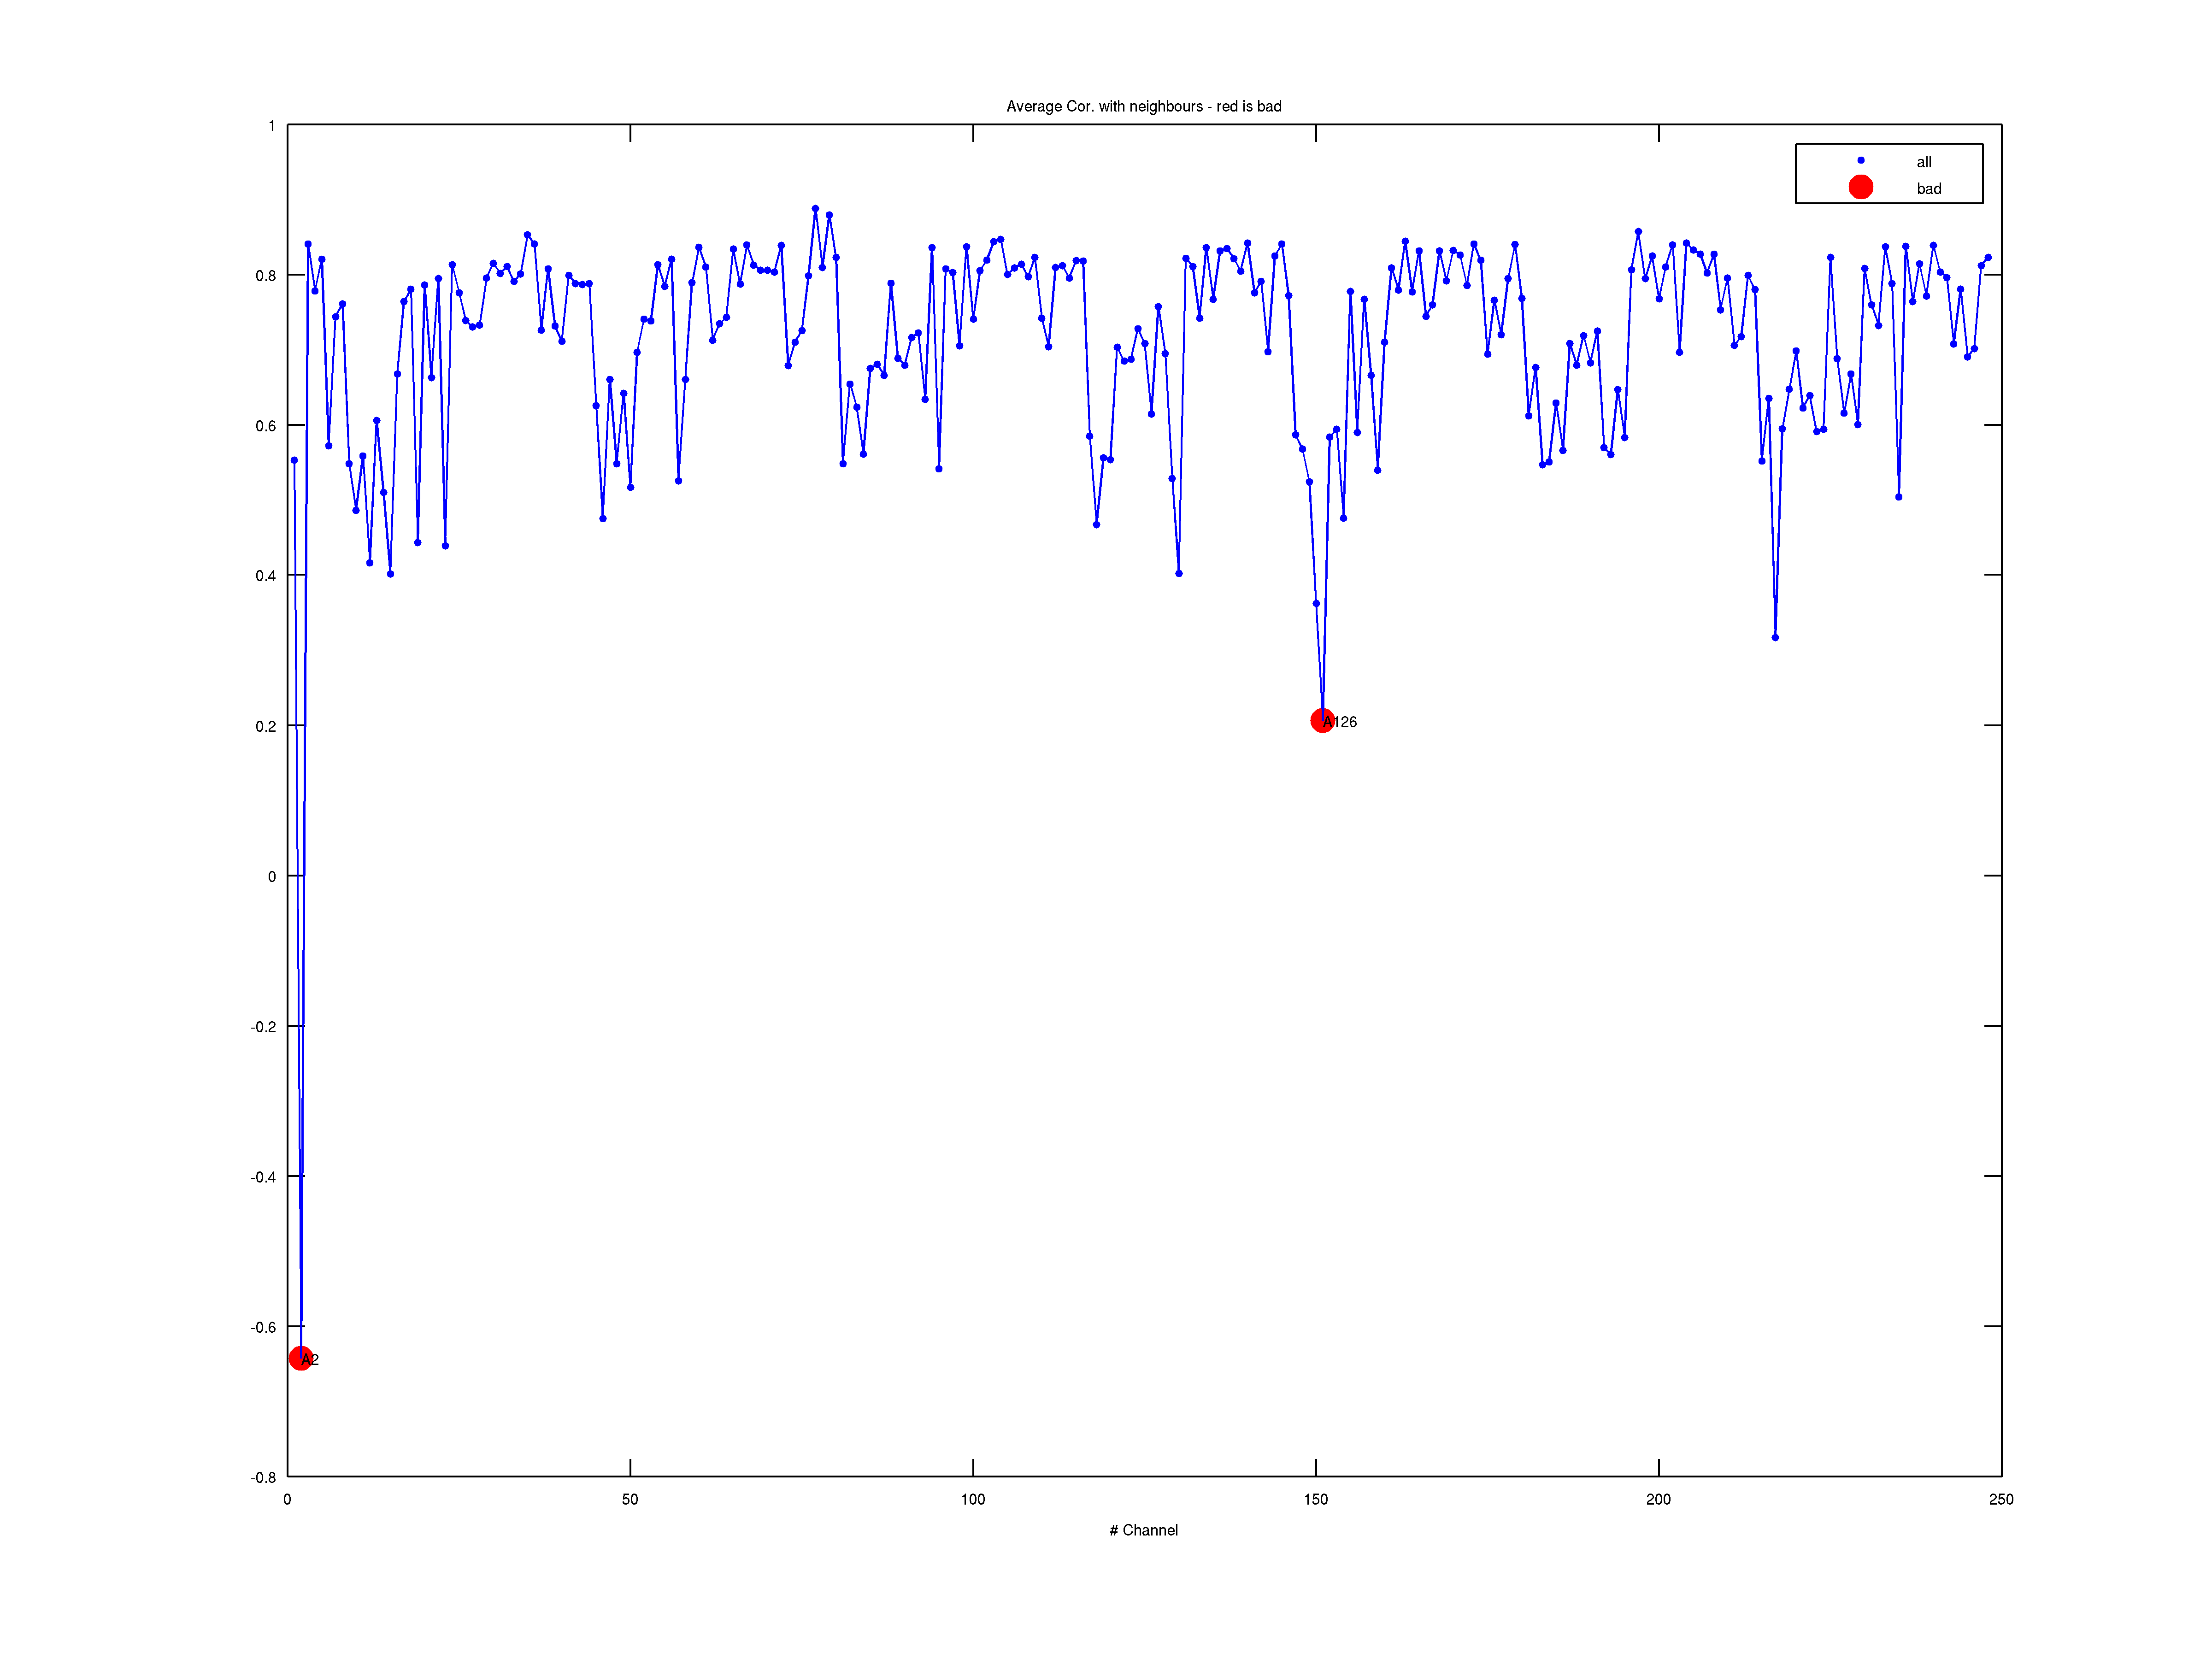 Average Cor. with neighbours - red is bad
1
all
bad
0.8
0.6
0.4
0.2
A126
0
-0.2
-0.4
-0.6
A2
-0.8
0 50 100 150 200 250
# Channel